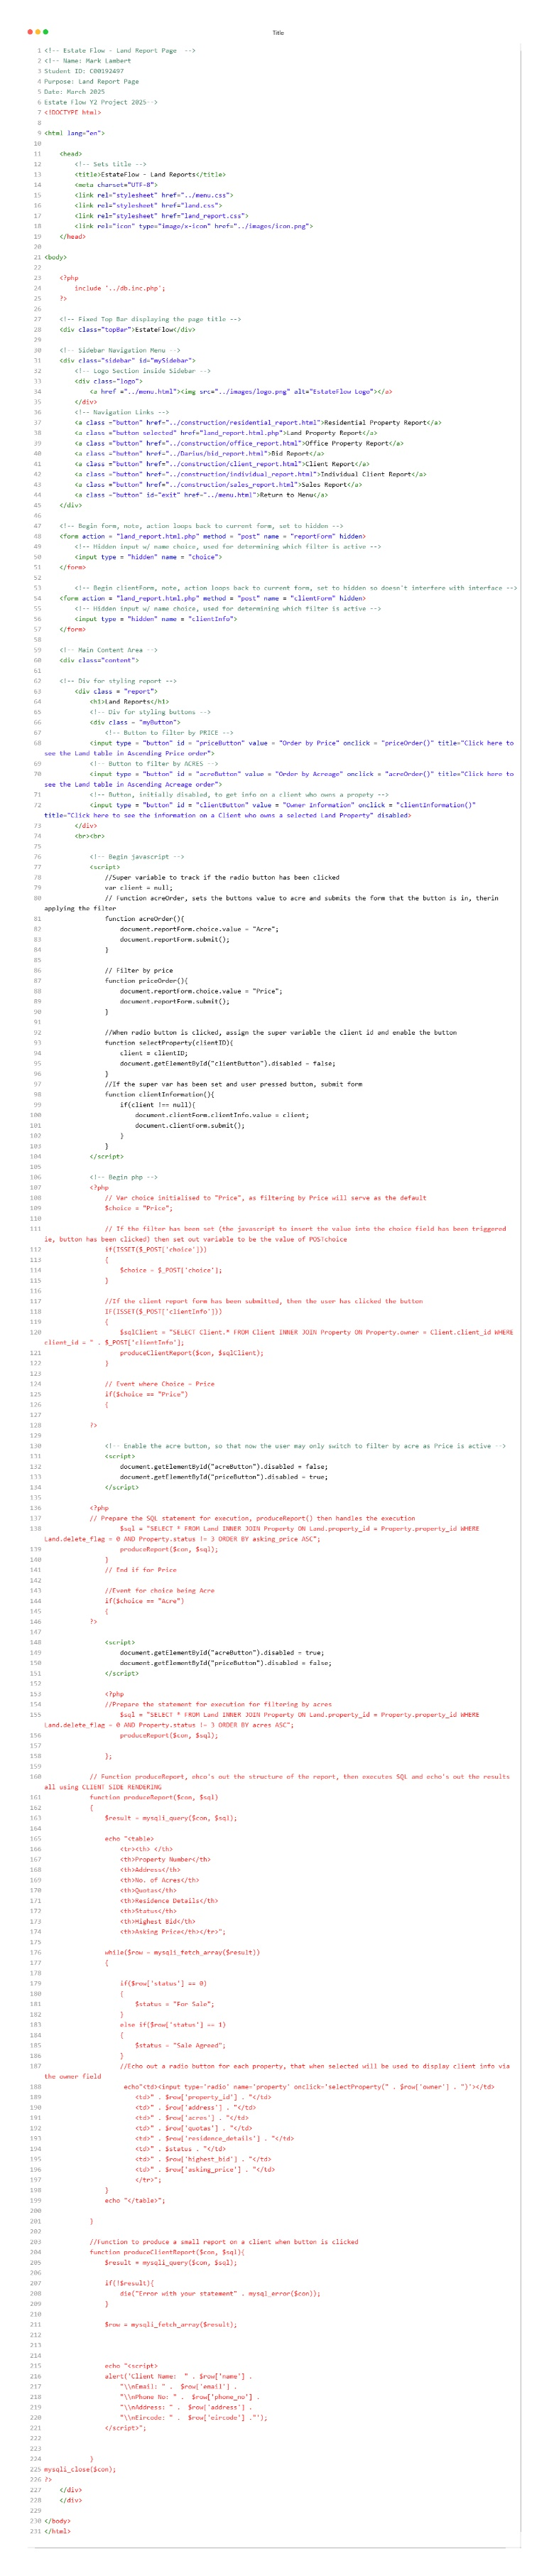 Title
1 <!-- Estate Flow - Land Report Page  -->
2 <!-- Name: Mark Lambert
3 Student ID: C00192497
4 Purpose: Land Report Page
5 Date: March 2025
6 Estate Flow Y2 Project 2025-->
7 <!DOCTYPE html>
8
9 <html lang="en">
10
11     <head>
12         <!-- Sets title -->
13         <title>EstateFlow - Land Reports</title>
14         <meta charset="UTF-8">
15         <link rel="stylesheet" href="../menu.css">
16         <link rel="stylesheet" href="land.css">
17         <link rel="stylesheet" href="land_report.css">
18         <link rel="icon" type="image/x-icon" href="../images/icon.png">
19     </head>
20
21 <body>
22
23     <?php
24         include '../db.inc.php';
25     ?>
26
27     <!-- Fixed Top Bar displaying the page title -->
28     <div class="topBar">EstateFlow</div>
29
30     <!-- Sidebar Navigation Menu -->
31     <div class="sidebar" id="mySidebar">
32         <!-- Logo Section inside Sidebar -->
33         <div class="logo">
34             <a href ="../menu.html"><img src="../images/logo.png" alt="EstateFlow Logo"></a>
35         </div>
36         <!-- Navigation Links -->
37         <a class ="button" href="../construction/residential_report.html">Residential Property Report</a>
38         <a class ="button selected" href="land_report.html.php">Land Property Report</a>
39         <a class ="button" href="../construction/office_report.html">Office Property Report</a>
40         <a class ="button" href="../Darius/bid_report.html">Bid Report</a>
41         <a class ="button" href="../construction/client_report.html">Client Report</a>
42         <a class ="button" href="../construction/individual_report.html">Individual Client Report</a>
43         <a class ="button" href="../construction/sales_report.html">Sales Report</a>
44         <a class ="button" id="exit" href="../menu.html">Return to Menu</a>
45     </div>
46
47     <!-- Begin form, note, action loops back to current form, set to hidden -->
48     <form action = "land_report.html.php" method = "post" name = "reportForm" hidden>
49         <!-- Hidden input w/ name choice, used for determining which filter is active -->
50         <input type = "hidden" name = "choice">
51     </form>
52
53         <!-- Begin clientForm, note, action loops back to current form, set to hidden so doesn't interfere with interface -->
54     <form action = "land_report.html.php" method = "post" name = "clientForm" hidden>
55         <!-- Hidden input w/ name choice, used for determining which filter is active -->
56         <input type = "hidden" name = "clientInfo">
57     </form>
58
59     <!-- Main Content Area -->
60     <div class="content">
61
62     <!-- Div for styling report -->
63         <div class = "report">
64             <h1>Land Reports</h1>
65             <!-- Div for styling buttons -->
66             <div class = "myButton">
67                 <!-- Button to filter by PRICE -->
68             <input type = "button" id = "priceButton" value = "Order by Price" onclick = "priceOrder()" title="Click here to
see the Land table in Ascending Price order">
69                 <!-- Button to filter by ACRES -->
70             <input type = "button" id = "acreButton" value = "Order by Acreage" onclick = "acreOrder()" title="Click here to
see the Land table in Ascending Acreage order">
71                 <!-- Button, initially disabled, to get info on a client who owns a propety -->
72             <input type = "button" id = "clientButton" value = "Owner Information" onclick = "clientInformation()"
title="Click here to see the information on a Client who owns a selected Land Property" disabled>
73         </div>
74         <br><br>
75
76             <!-- Begin javascript -->
77             <script>
78                 //Super variable to track if the radio button has been clicked
79                 var client = null;
80                 // Function acreOrder, sets the buttons value to acre and submits the form that the button is in, therin
applying the filter
81                 function acreOrder(){
82                     document.reportForm.choice.value = "Acre";
83                     document.reportForm.submit();
84                 }
85
86                 // Filter by price
87                 function priceOrder(){
88                     document.reportForm.choice.value = "Price";
89                     document.reportForm.submit();
90                 }
91
92                 //When radio button is clicked, assign the super variable the client id and enable the button
93                 function selectProperty(clientID){
94                     client = clientID;
95                     document.getElementById("clientButton").disabled = false;
96                 }
97                 //If the super var has been set and user pressed button, submit form
98                 function clientInformation(){
99                     if(client !== null){
100                         document.clientForm.clientInfo.value = client;
101                         document.clientForm.submit();
102                     }
103                 }
104             </script>
105
106             <!-- Begin php -->
107             <?php
108                 // Var choice initialised to "Price", as filtering by Price will serve as the default
109                 $choice = "Price";
110
111                 // If the filter has been set (the javascript to insert the value into the choice field has been triggered
ie, button has been clicked) then set out variable to be the value of POSTchoice
112                 if(ISSET($_POST['choice']))
113                 {
114                     $choice = $_POST['choice'];
115                 }
116
117                 //If the client report form has been submitted, then the user has clicked the button
118                 IF(ISSET($_POST['clientInfo']))
119                 {
120                     $sqlClient = "SELECT Client.* FROM Client INNER JOIN Property ON Property.owner = Client.client_id WHERE
client_id = " . $_POST['clientInfo'];
121                     produceClientReport($con, $sqlClient);
122                 }
123
124                 // Event where Choice = Price
125                 if($choice == "Price")
126                 {
127
128             ?>
129
130                 <!-- Enable the acre button, so that now the user may only switch to filter by acre as Price is active -->
131                 <script>
132                     document.getElementById("acreButton").disabled = false;
133                     document.getElementById("priceButton").disabled = true;
134                 </script>
135
136             <?php
137             // Prepare the SQL statement for execution, produceReport() then handles the execution
138                     $sql = "SELECT * FROM Land INNER JOIN Property ON Land.property_id = Property.property_id WHERE
Land.delete_flag = 0 AND Property.status != 3 ORDER BY asking_price ASC";
139                     produceReport($con, $sql);
140                 }
141                 // End if for Price
142
143                 //Event for choice being Acre
144                 if($choice == "Acre")
145                 {
146             ?>
147
148                 <script>
149                     document.getElementById("acreButton").disabled = true;
150                     document.getElementById("priceButton").disabled = false;
151                 </script>
152
153                 <?php
154                 //Prepare the statement for execution for filtering by acres
155                     $sql = "SELECT * FROM Land INNER JOIN Property ON Land.property_id = Property.property_id WHERE
Land.delete_flag = 0 AND Property.status != 3 ORDER BY acres ASC";
156                     produceReport($con, $sql);
157
158                 };
159
160             // Function produceReport, ehco's out the structure of the report, then executes SQL and echo's out the results
all using CLIENT SIDE RENDERING
161             function produceReport($con, $sql)
162             {
163                 $result = mysqli_query($con, $sql);
164
165                 echo "<table>
166                     <tr><th> </th>
167                     <th>Property Number</th>
168                     <th>Address</th>
169                     <th>No. of Acres</th>
170                     <th>Quotas</th>
171                     <th>Residence Details</th>
172                     <th>Status</th>
173                     <th>Highest Bid</th>
174                     <th>Asking Price</th></tr>";
175
176                 while($row = mysqli_fetch_array($result))
177                 {
178
179                     if($row['status'] == 0)
180                     {
181                         $status = "For Sale";
182                     }
183                     else if($row['status'] == 1)
184                     {
185                         $status = "Sale Agreed";
186                     }
187                     //Echo out a radio button for each property, that when selected will be used to display client info via
the owner field
188                      echo"<td><input type='radio' name='property' onclick='selectProperty(" . $row['owner'] . ")'></td>
189                         <td>" . $row['property_id'] . "</td>
190                         <td>" . $row['address'] . "</td>
191                         <td>" . $row['acres'] . "</td>
192                         <td>" . $row['quotas'] . "</td>
193                         <td>" . $row['residence_details'] . "</td>
194                         <td>" . $status . "</td>
195                         <td>" . $row['highest_bid'] . "</td>
196                         <td>" . $row['asking_price'] . "</td>
197                         </tr>";
198                 }
199                 echo "</table>";
200
201             }
202
203             //Function to produce a small report on a client when button is clicked
204             function produceClientReport($con, $sql){
205                 $result = mysqli_query($con, $sql);
206
207                 if(!$result){
208                     die("Error with your statement" . mysql_error($con));
209                 }
210
211                 $row = mysqli_fetch_array($result);
212
213
214
215                 echo "<script>
216                 alert('Client Name:  " . $row['name'] .
217                     "\\nEmail: " .  $row['email'] .
218                     "\\nPhone No: " .  $row['phone_no'] .
219                     "\\nAddress: " . $row['address'] .
220                     "\\nEircode: " .  $row['eircode'] ."');
221                 </script>";
222
223
224             }
225 mysqli_close($con);
226 ?>
227     </div>
228     </div>
229
230 </body>
231 </html>